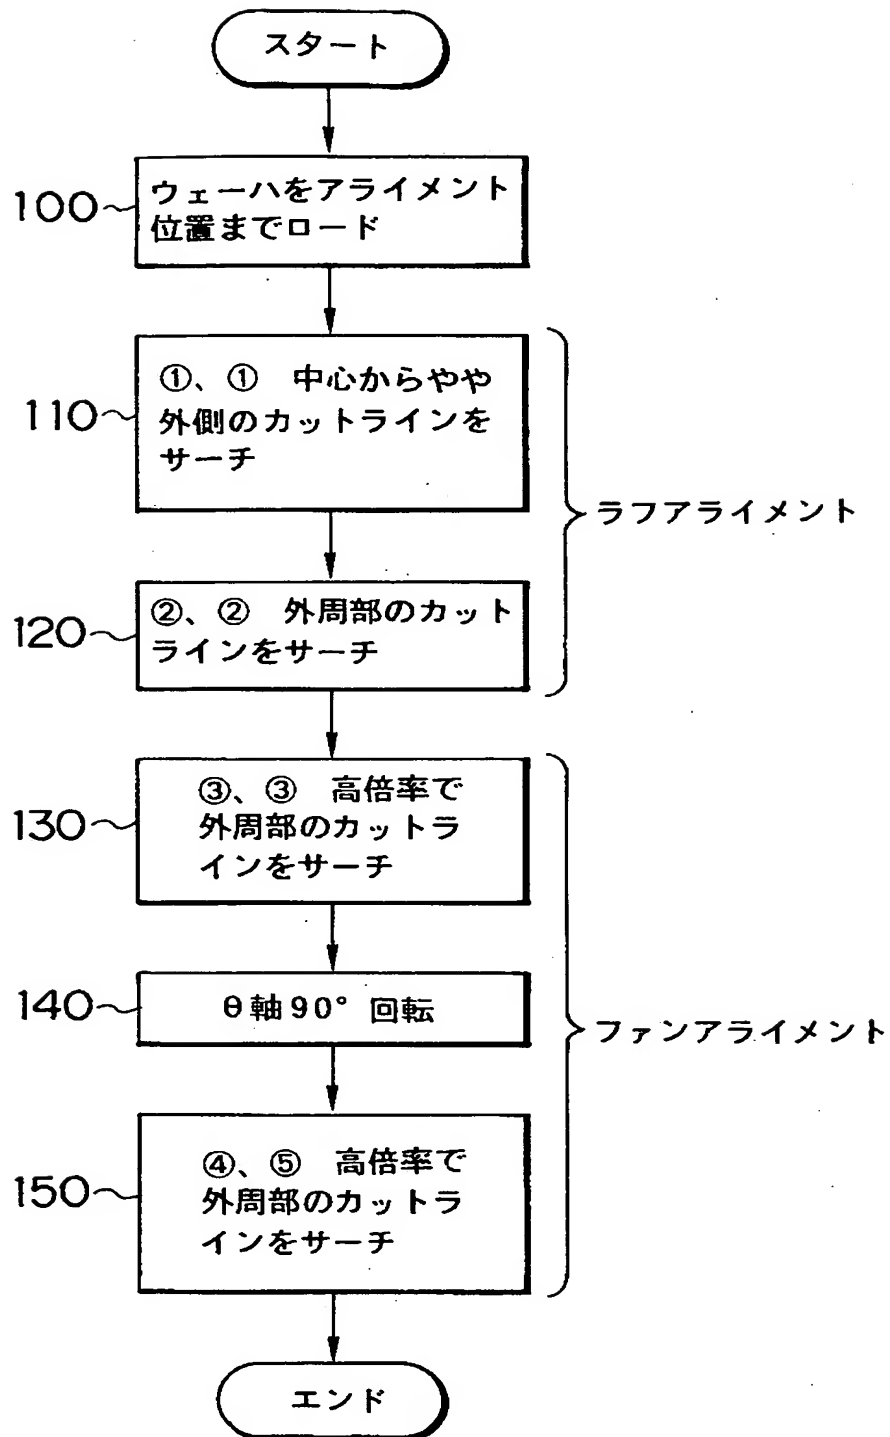 スタート
100
ウェーハをアライメント
位置までロード
110
①、① 中心からやや
外側のカットラインを
サーチ
ラフアライメント
120
②、② 外周部のカット
ラインをサーチ
130
③、③ 高倍率で
外周部のカットラ
インをサーチ
140
θ軸90° 回転
ファンアライメント
150
④、⑤ 高倍率で
外周部のカットラ
インをサーチ
エンド